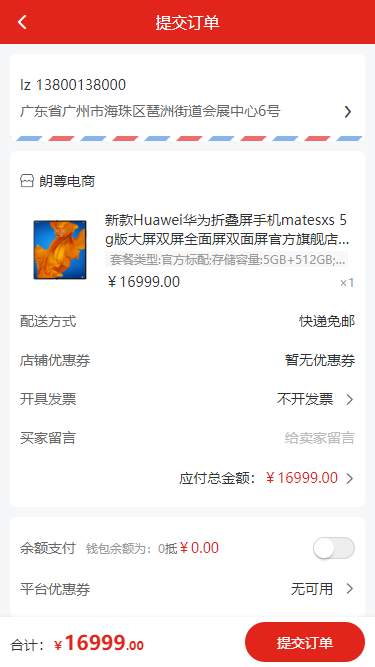 提交订单
lz 13800138000
广东省广州市海珠区琶洲街道会展中心6号
朗尊电商
新款Huawei华为折叠屏手机matesxs 5
g版大屏双屏全面屏双面屏官方旗舰店...
套餐类型:官方标配;存储容量:5GB+512GB;...
￥16999.00 ×1
配送方式 快递免邮
店铺优惠券 暂无优惠券
开具发票 不开发票
买家留言 给卖家留言
应付总金额：￥16999.00
余额支付 钱包余额为：0抵￥0.00
平台优惠券 无可用
合计：￥16999.00 提交订单